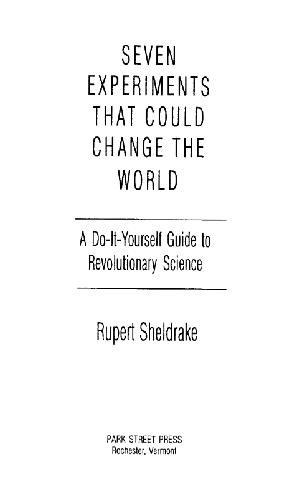 SEVEN
EXPERIMENTS
THAT COULD
CHANGE THE
WORLD
A Do-It-Yourself Guide to
Revolutionary Science
Rupert Sheldrake
PARK STREET PRESS
Rochester, Vermont